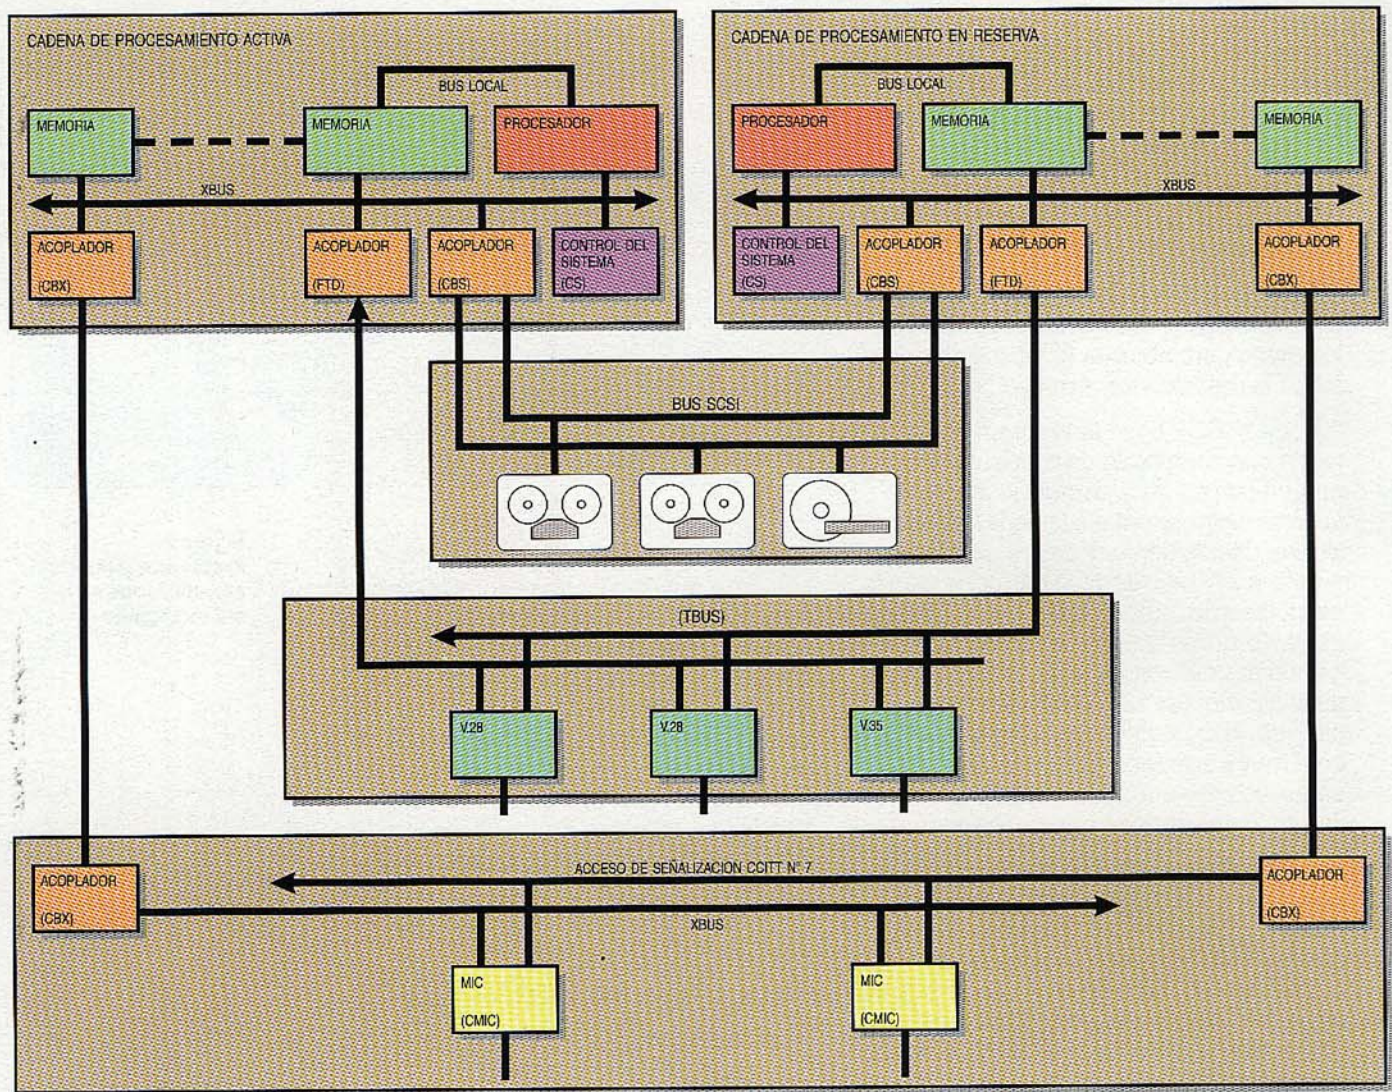 CADENA DE PROCESAMIENTO ACTIVA
BUS LOCAL
MEMORIA
MEMORIA
PROCESADOR
XBUS
ACOPLADOR
(CBX)
ACOPLADOR
(FTD)
ACOPLADOR
(CBS)
CONTROL DEL
SISTEMA
(CS)
CADENA DE PROCESAMIENTO EN RESERVA
BUS LOCAL
PROCESADOR
MEMORIA
MEMORIA
XBUS
CONTROL DEL
SISTEMA
(CS)
ACOPLADOR
(CBS)
ACOPLADOR
(FTD)
ACOPLADOR
(CBX)
BUS SCSI
(TBUS)
V.28
V.28
V.35
ACCESO DE SEÑALIZACION CCITT N° 7
ACOPLADOR
(CBX)
ACOPLADOR
(CBX)
XBUS
MIC
(CMIC)
MIC
(CMIC)